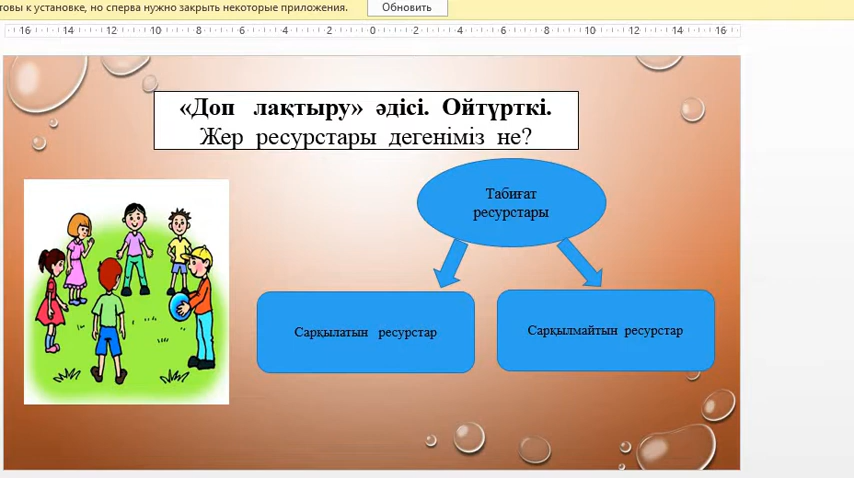 товы к установке, но сперва нужно закрыть некоторые приложения. Обновить
16 14 12 10 8 6 4 2 0 2 4 6 8 10 12 14 16
«Доп лақтыру» әдісі. Ойтүрткі.
Жер ресурстары дегеніміз не?
Табиғат
ресурстары
Сарқылатын ресурстар
Сарқылмайтын ресурстар